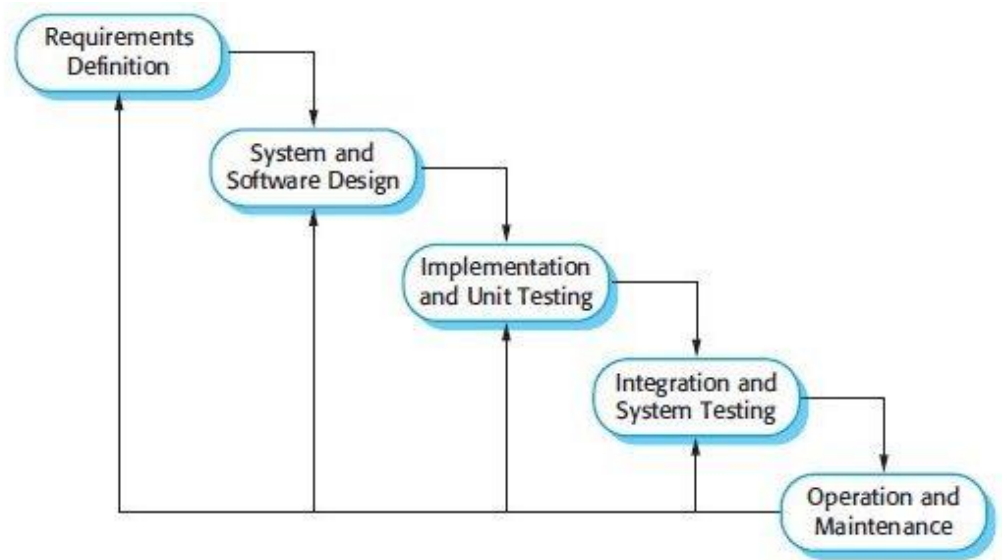 Requirements
Definition
System and
Software Design
Implementation
and Unit Testing
Integration and
System Testing
Operation and
Maintenance